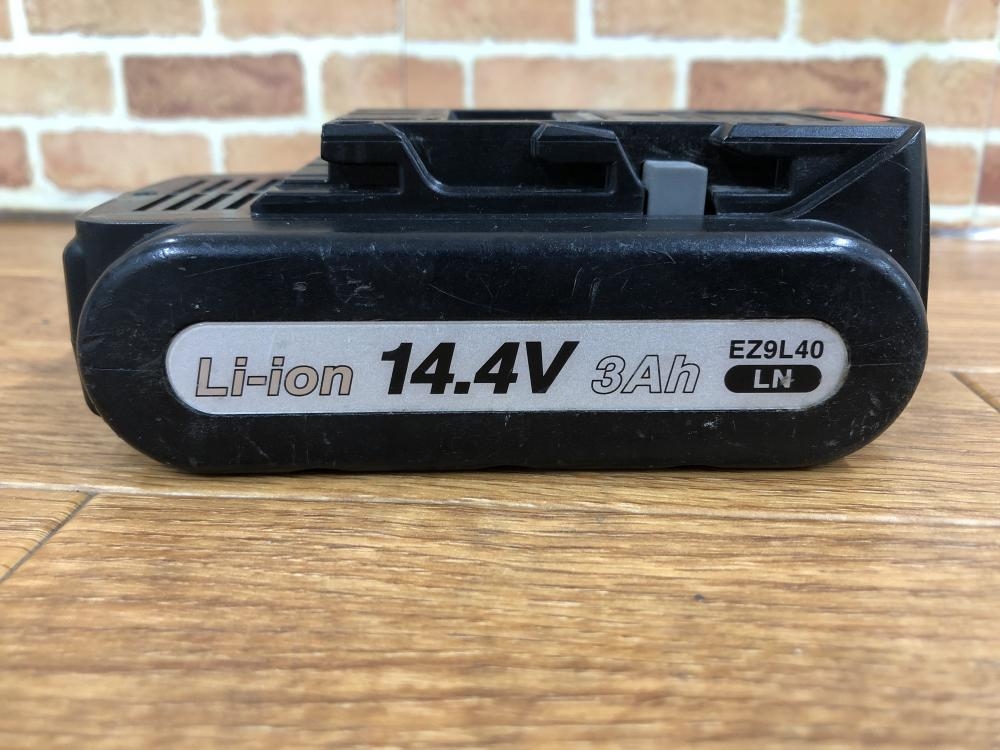 Li-ion 14.4V 3Ah EZ9L40
LN